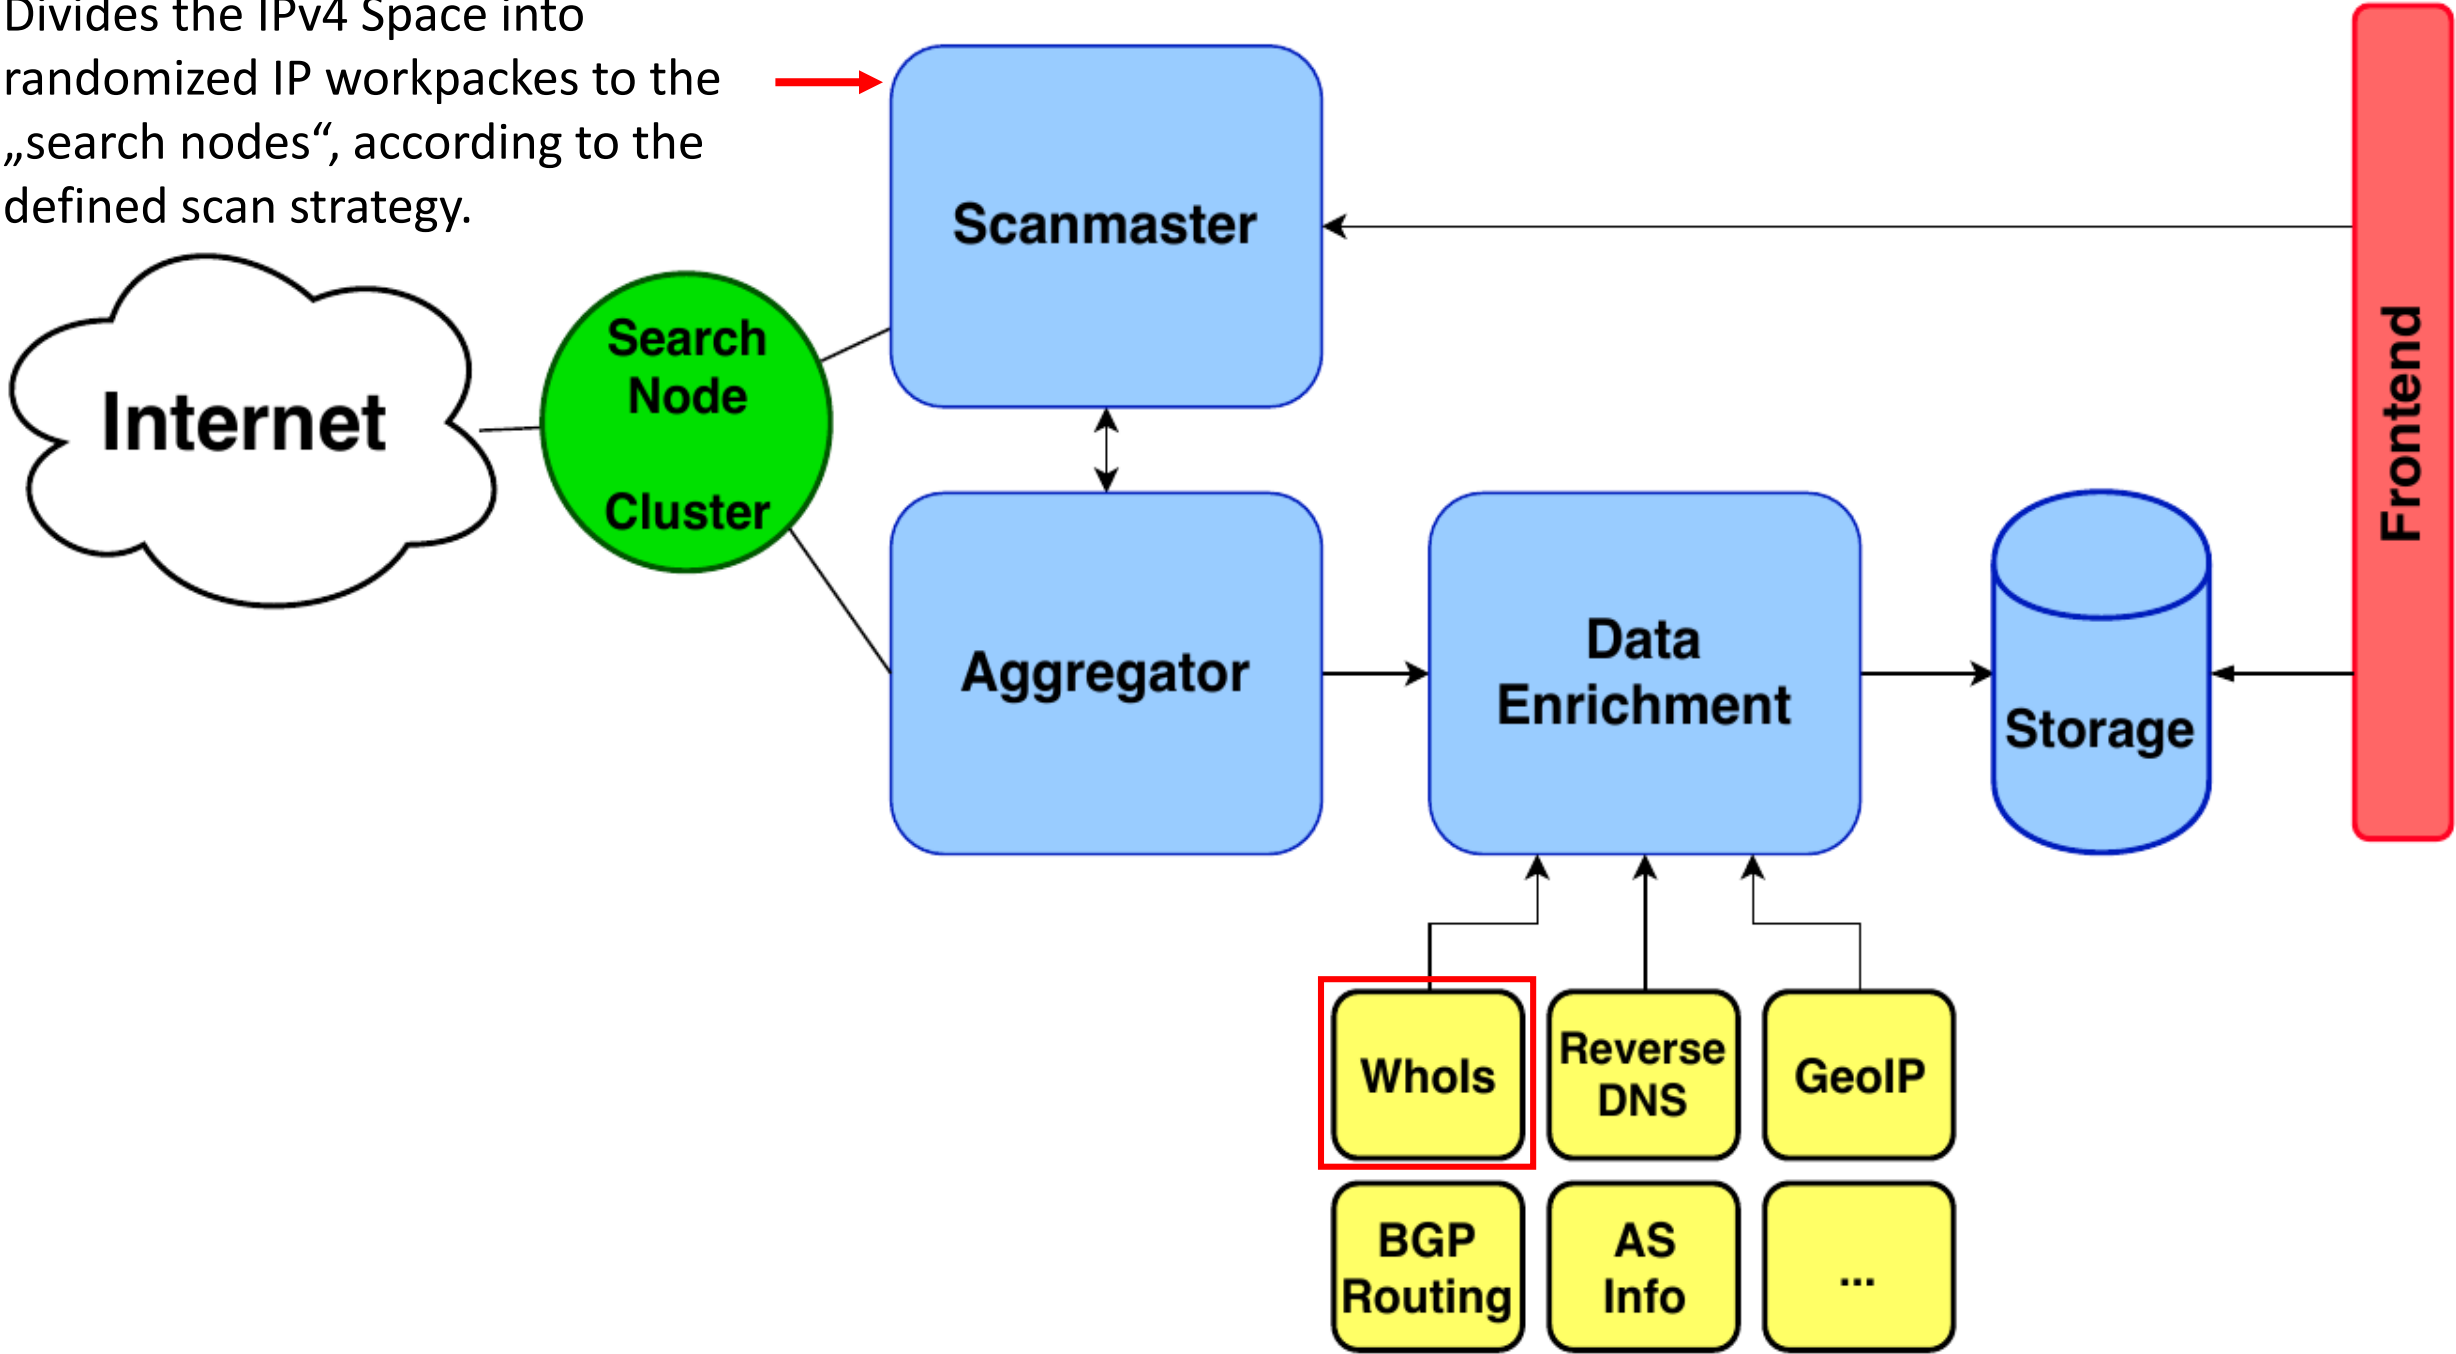 Divides the IPv4 Space into
randomized IP workpackes to the
„search nodes“, according to the
defined scan strategy.
Scanmaster
Internet
Search
Node
Cluster
Frontend
Aggregator
Data
Enrichment
Storage
WhoIs
Reverse
DNS
GeoIP
BGP
Routing
AS
Info
...